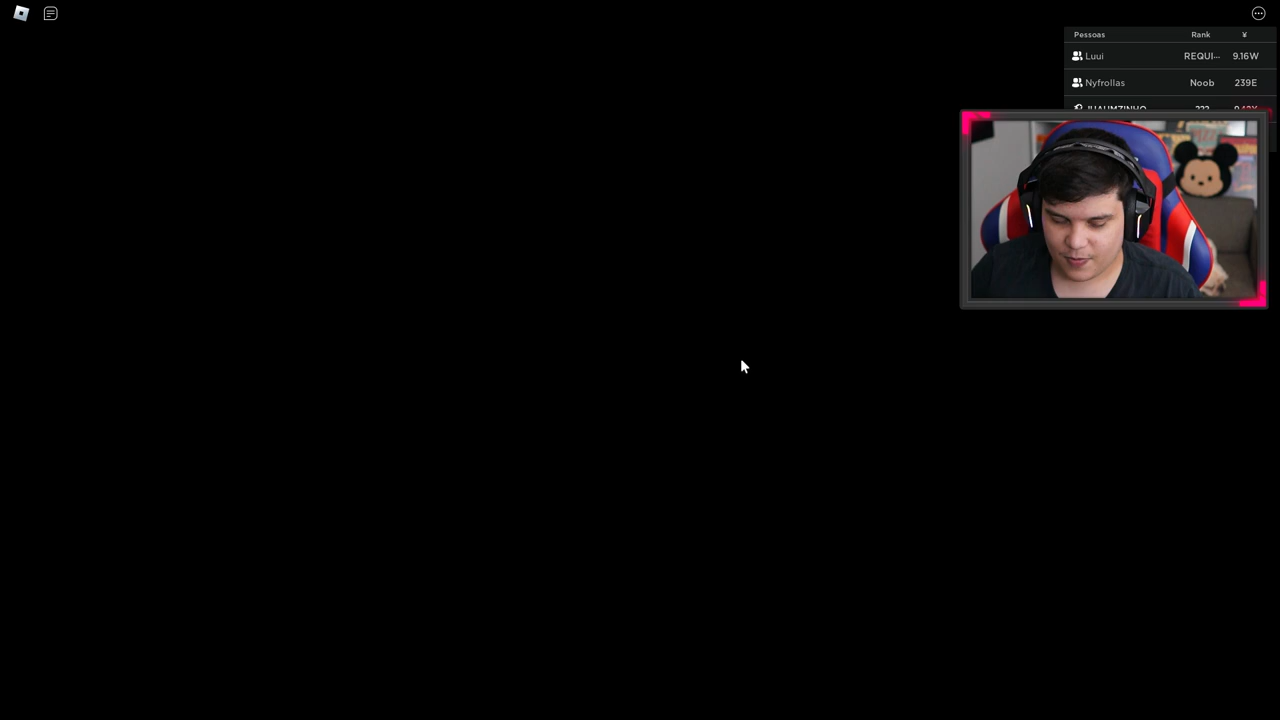 Pessoas Rank ¥
Luui REQUI... 9.16W
Nyfrollas Noob 239E